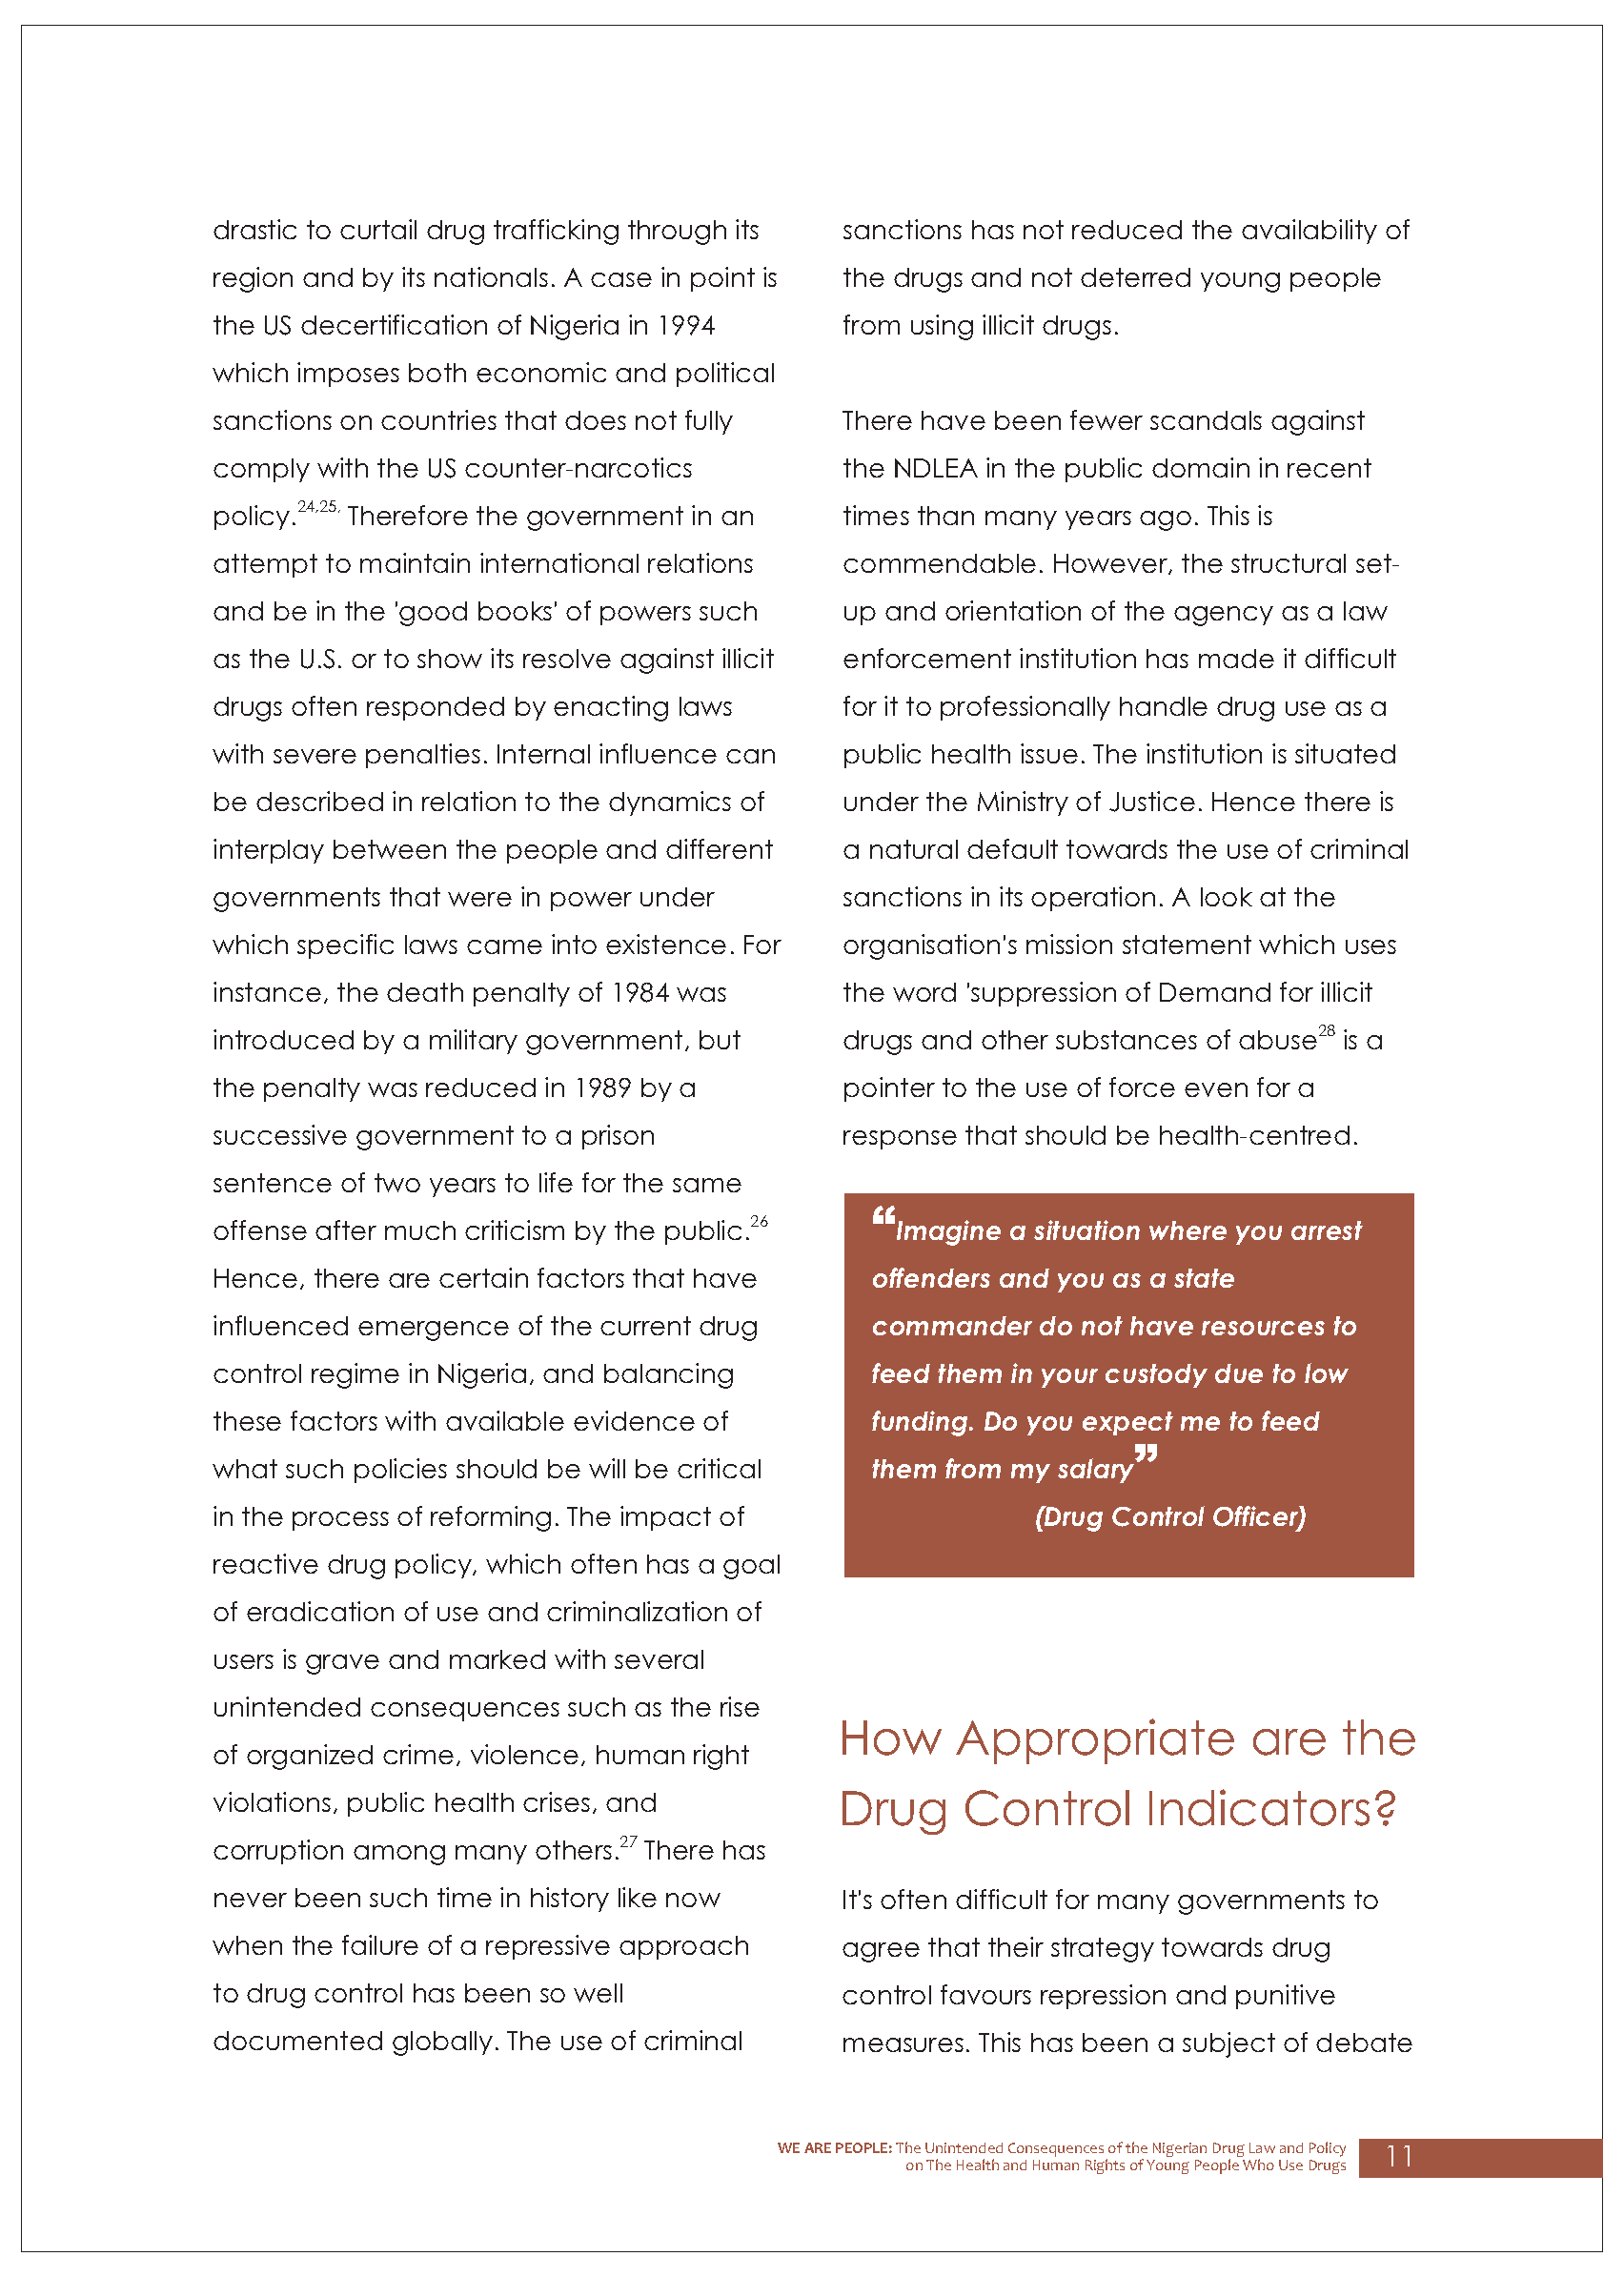 drastic to curtail drug trafficking through its
region and by its nationals. A case in point is
the US decertification of Nigeria in 1994
which imposes both economic and political
sanctions on countries that does not fully
comply with the US counter-narcotics
policy.24,25, Therefore the government in an
attempt to maintain international relations
and be in the 'good books' of powers such
as the U.S. or to show its resolve against illicit
drugs often responded by enacting laws
with severe penalties. Internal influence can
be described in relation to the dynamics of
interplay between the people and different
governments that were in power under
which specific laws came into existence. For
instance, the death penalty of 1984 was
introduced by a military government, but
the penalty was reduced in 1989 by a
successive government to a prison
sentence of two years to life for the same
offense after much criticism by the public.26
Hence, there are certain factors that have
influenced emergence of the current drug
control regime in Nigeria, and balancing
these factors with available evidence of
what such policies should be will be critical
in the process of reforming. The impact of
reactive drug policy, which often has a goal
of eradication of use and criminalization of
users is grave and marked with several
unintended consequences such as the rise
of organized crime, violence, human right
violations, public health crises, and
corruption among many others.27 There has
never been such time in history like now
when the failure of a repressive approach
to drug control has been so well
documented globally. The use of criminal
sanctions has not reduced the availability of
the drugs and not deterred young people
from using illicit drugs.
There have been fewer scandals against
the NDLEA in the public domain in recent
times than many years ago. This is
commendable. However, the structural set-
up and orientation of the agency as a law
enforcement institution has made it difficult
for it to professionally handle drug use as a
public health issue. The institution is situated
under the Ministry of Justice. Hence there is
a natural default towards the use of criminal
sanctions in its operation. A look at the
organisation's mission statement which uses
the word 'suppression of Demand for illicit
drugs and other substances of abuse28 is a
pointer to the use of force even for a
response that should be health-centred.
“Imagine a situation where you arrest
offenders and you as a state
commander do not have resources to
feed them in your custody due to low
funding. Do you expect me to feed
them from my salary”
(Drug Control Officer)
How Appropriate are the
Drug Control Indicators?
It's often difficult for many governments to
agree that their strategy towards drug
control favours repression and punitive
measures. This has been a subject of debate
WE ARE PEOPLE: The Unintended Consequences of the Nigerian Drug Law and Policy
on The Health and Human Rights of Young People Who Use Drugs
11